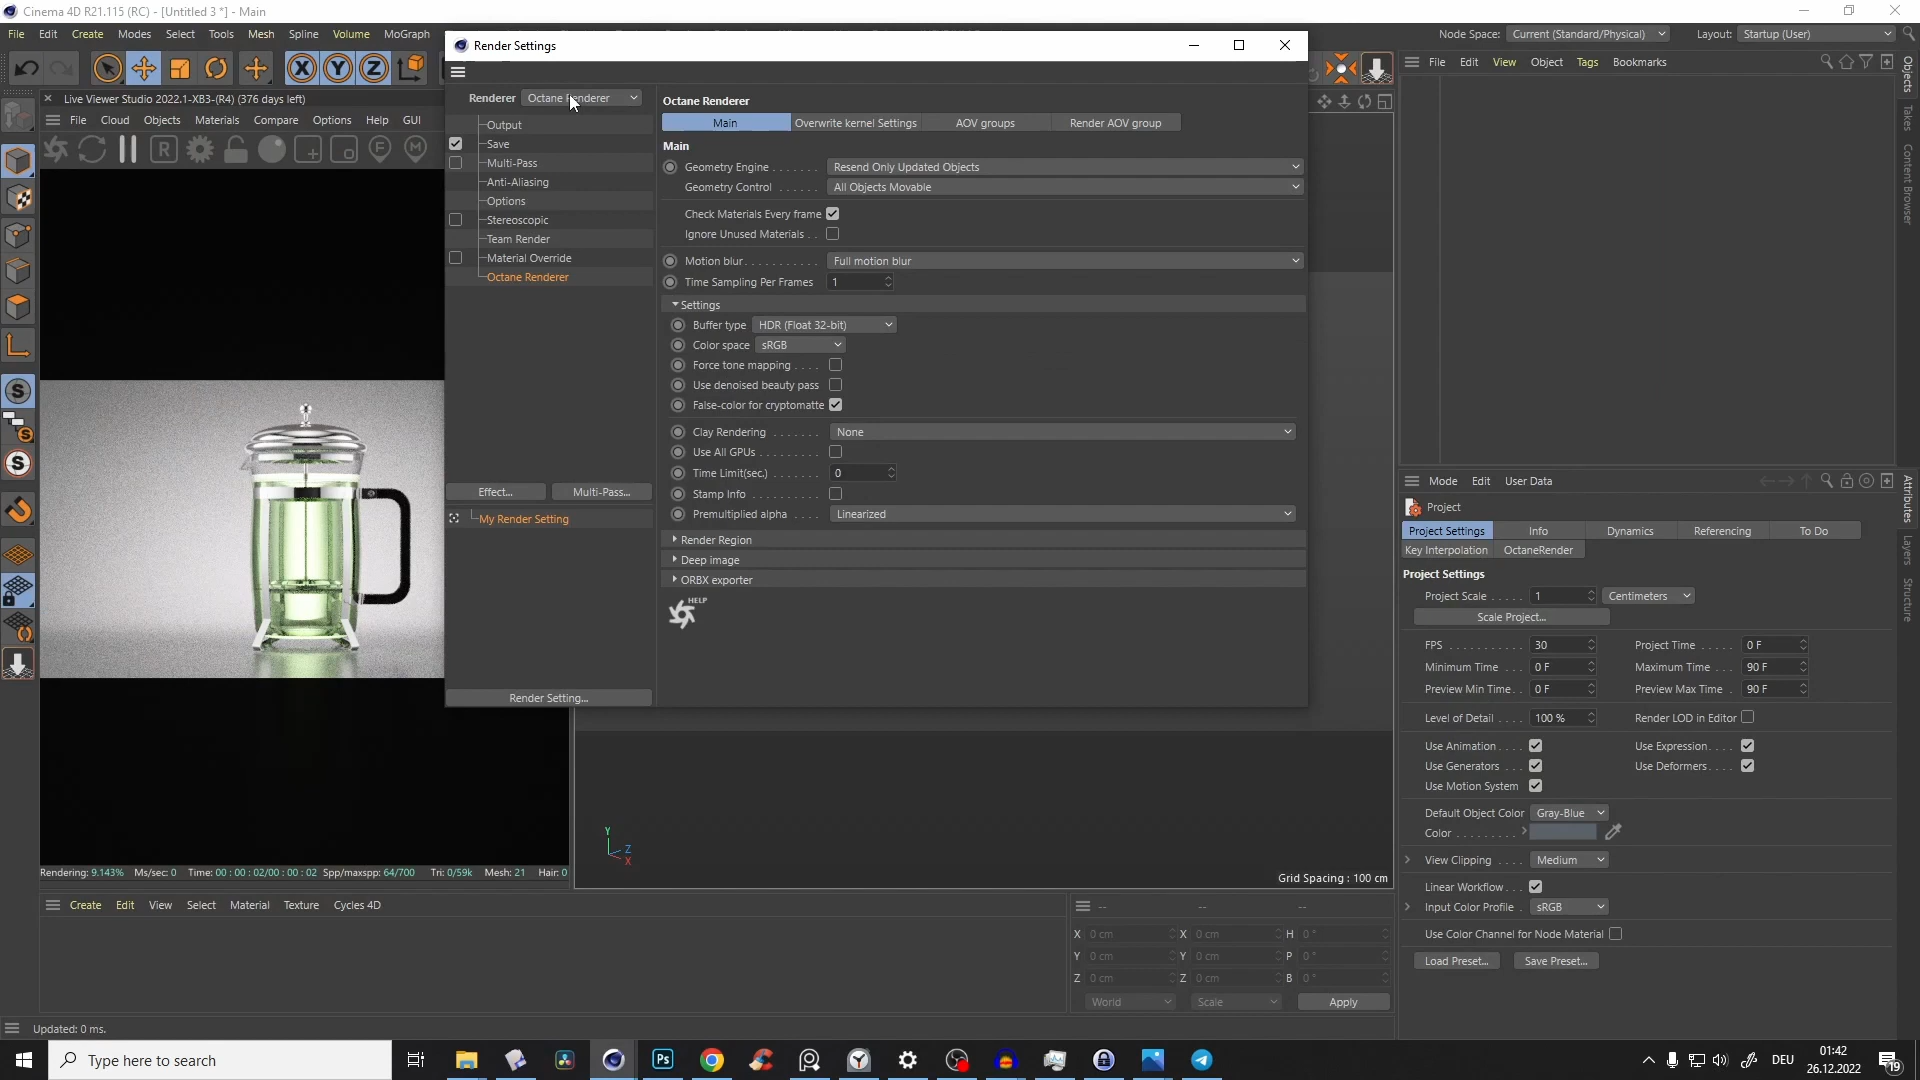 Cinema 4D R21.115 (RC) - [Untitled 3 *] - Main
File Edit Create Modes Select Tools Mesh Spline Volume MoGraph
Node Space: Current (Standard/Physical) Layout: Startup (User)
Render Settings
Live Viewer Studio 2022.1-XB3-(R4) (376 days left)
File Cloud Objects Materials Compare Options Help GUI
Renderer Octane Renderer
Output
Save
Multi-Pass
Anti-Aliasing
Options
Stereoscopic
Team Render
Material Override
Octane Renderer
Effect... Multi-Pass...
My Render Setting
Render Setting...
Octane Renderer
Main Overwrite kernel Settings AOV groups Render AOV group
Main
Geometry Engine . . . . . . . Resend Only Updated Objects
Geometry Control . . . . . . All Objects Movable
Check Materials Every frame
Ignore Unused Materials . .
Motion blur. . . . . . . . . . . . Full motion blur
Time Sampling Per Frames 1
Settings
Buffer type HDR (Float 32-bit)
Color space sRGB
Force tone mapping . . . .
Use denoised beauty pass
False-color for cryptomatte
Clay Rendering . . . . . . . None
Use All GPUs . . . . . . . . .
Time Limit(sec.) . . . . . . . 0
Stamp Info . . . . . . . . . .
Premultiplied alpha . . . . Linearized
Render Region
Deep image
ORBX exporter
HELP
Rendering: 9.143% Ms/sec: 0 Time: 00 : 00 : 02/00 : 00 : 02 Spp/maxspp: 64/700 Tri: 0/59k Mesh: 21 Hair: 0
Y
Z
X
Grid Spacing : 100 cm
Create Edit View Select Material Texture Cycles 4D
-- -- --
X 0 cm X 0 cm H 0 °
Y 0 cm Y 0 cm P 0 °
Z 0 cm Z 0 cm B 0 °
World Scale Apply
Updated: 0 ms.
File Edit View Object Tags Bookmarks
Objects
Takes
Content Browser
Mode Edit User Data
Attributes
Layers
Structure
Project
Project Settings Info Dynamics Referencing To Do
Key Interpolation OctaneRender
Project Settings
Project Scale . . . . . 1 Centimeters
Scale Project...
FPS . . . . . . . . . . . 30 Project Time . . . . . 0 F
Minimum Time . . . 0 F Maximum Time . . . 90 F
Preview Min Time. . 0 F Preview Max Time . 90 F
Level of Detail . . . . 100 % Render LOD in Editor
Use Animation. . . . Use Expression. . . .
Use Generators . . . Use Deformers. . . .
Use Motion System
Default Object Color Gray-Blue
Color . . . . . . . . .
View Clipping . . . . Medium
Linear Workflow. . .
Input Color Profile . sRGB
Use Color Channel for Node Material
Load Preset... Save Preset...
Type here to search
Ps
DEU
01:42
26.12.2022
19